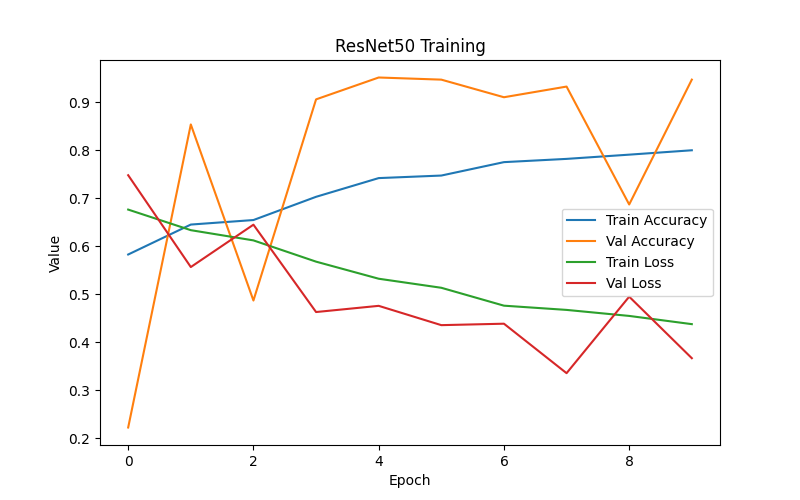 ResNet50 Training
Value
0.9
0.8
0.7
0.6
0.5
0.4
0.3
0.2
Train Accuracy
Val Accuracy
Train Loss
Val Loss
0 2 4 6 8
Epoch